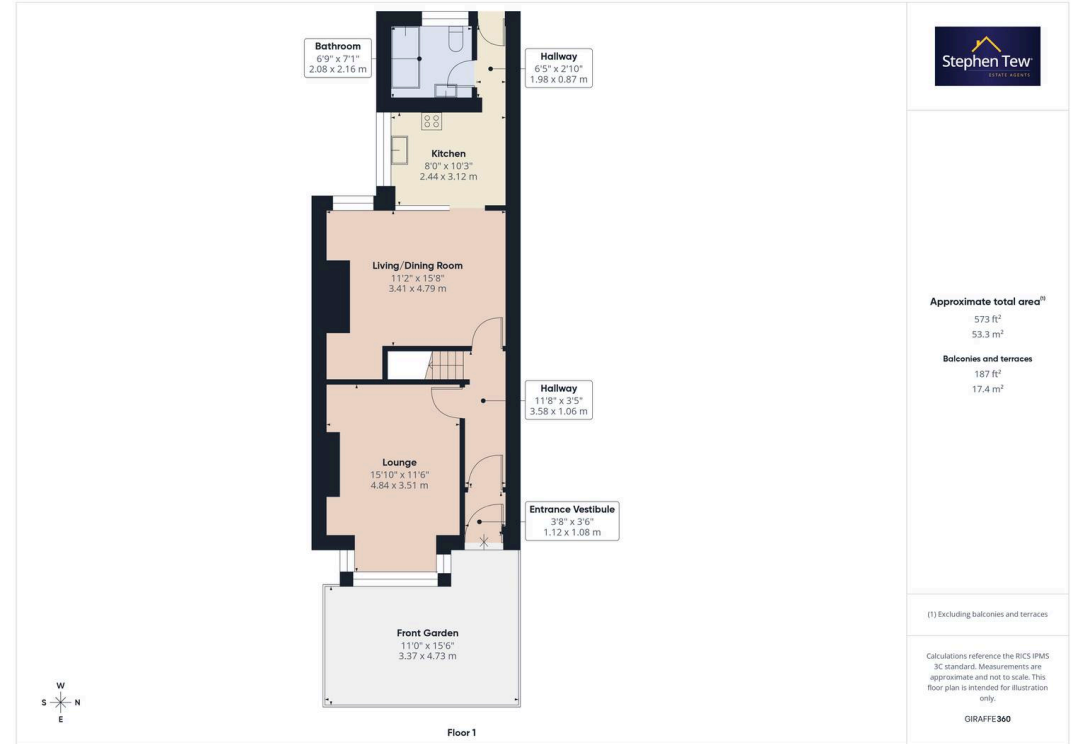 Bathroom
6'9" x 7'1"
2.08 x 2.16 m
Hallway
6'5" x 2'10"
1.98 x 0.87 m
Kitchen
8'0" x 10'3"
2.44 x 3.12 m
Living/Dining Room
11'2" x 15'8"
3.41 x 4.79 m
Hallway
11'8" x 3'5"
3.58 x 1.06 m
Lounge
15'10" x 11'6"
4.84 x 3.51 m
Entrance Vestibule
3'8" x 3'6"
1.12 x 1.08 m
Front Garden
11'0" x 15'6"
3.37 x 4.73 m
W
S N
E
Floor 1
Stephen Tew
ESTATE AGENTS
Approximate total area(1)
573 ft²
53.3 m²
Balconies and terraces
187 ft²
17.4 m²
(1) Excluding balconies and terraces
Calculations reference the RICS IPMS
3C standard. Measurements are
approximate and not to scale. This
floor plan is intended for illustration
only.
GIRAFFE360